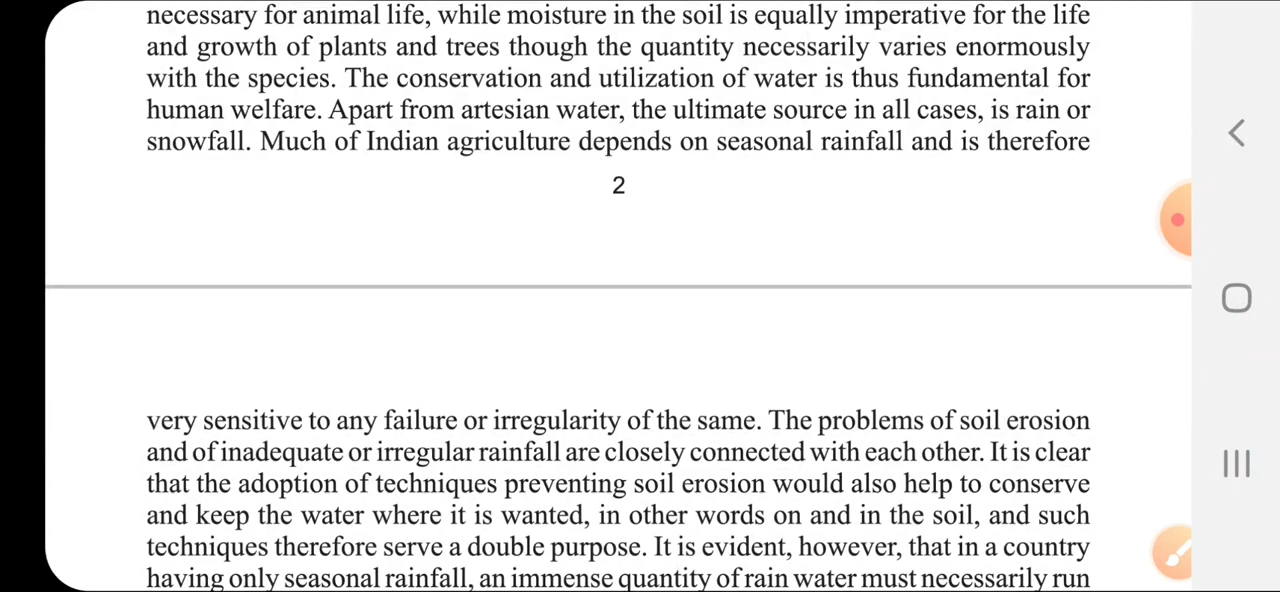 necessary for animal life, while moisture in the soil is equally imperative for the life
and growth of plants and trees though the quantity necessarily varies enormously
with the species. The conservation and utilization of water is thus fundamental for
human welfare. Apart from artesian water, the ultimate source in all cases, is rain or
snowfall. Much of Indian agriculture depends on seasonal rainfall and is therefore
2
very sensitive to any failure or irregularity of the same. The problems of soil erosion
and of inadequate or irregular rainfall are closely connected with each other. It is clear
that the adoption of techniques preventing soil erosion would also help to conserve
and keep the water where it is wanted, in other words on and in the soil, and such
techniques therefore serve a double purpose. It is evident, however, that in a country
having only seasonal rainfall, an immense quantity of rain water must necessarily run